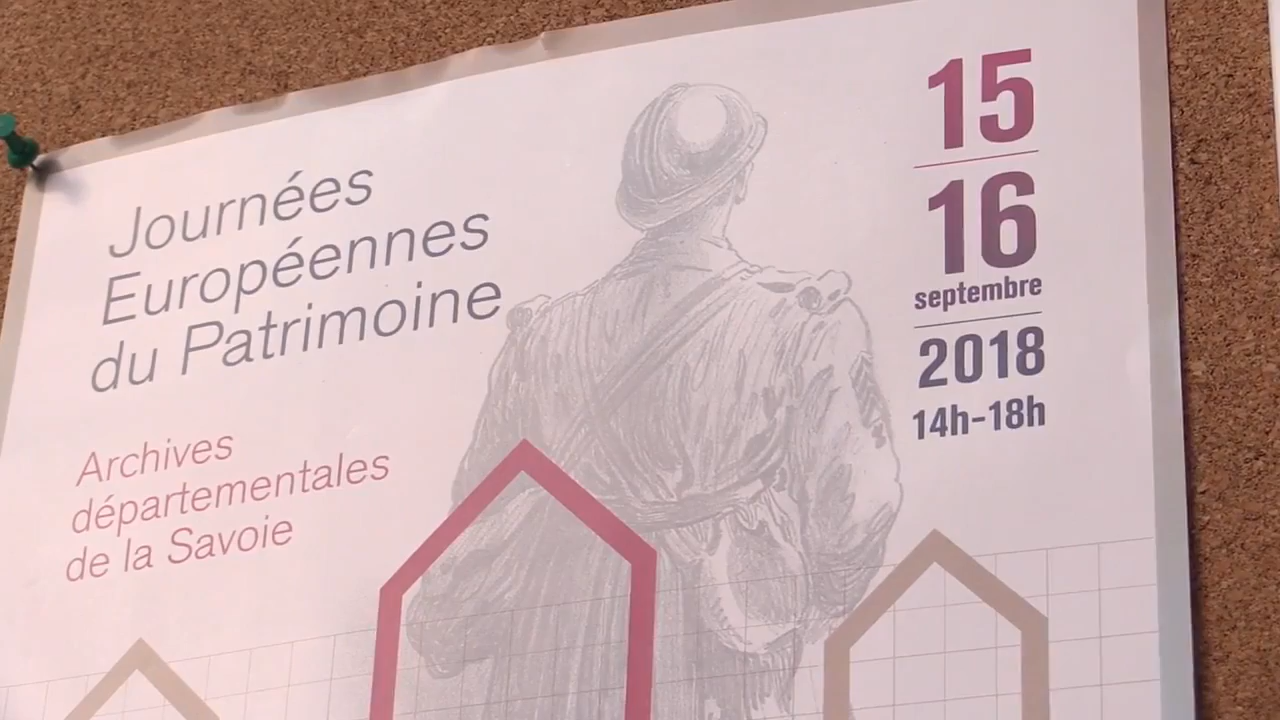 Journées
Européennes
du Patrimoine
Archives
départementales
de la Savoie
15
16
septembre
2018
14h-18h